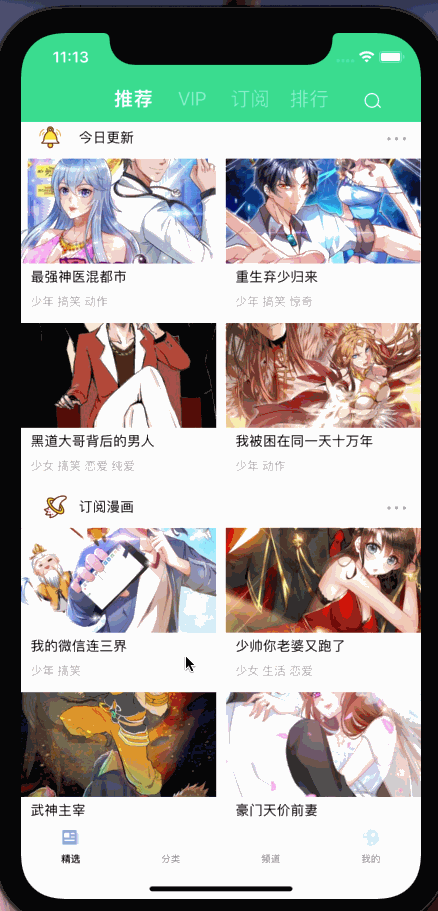 11:13
推荐 VIP 订阅 排行
今日更新
最强神医混都市 重生弃少归来
少年 搞笑 动作 少年 搞笑 惊奇
黑道大哥背后的男人 我被困在同一天十万年
少女 搞笑 恋爱 纯爱 少年 动作
订阅漫画
我的微信连三界 少帅你老婆又跑了
少年 搞笑 少女 生活 恋爱
武神主宰 豪门天价前妻
精选 分类 频道 我的